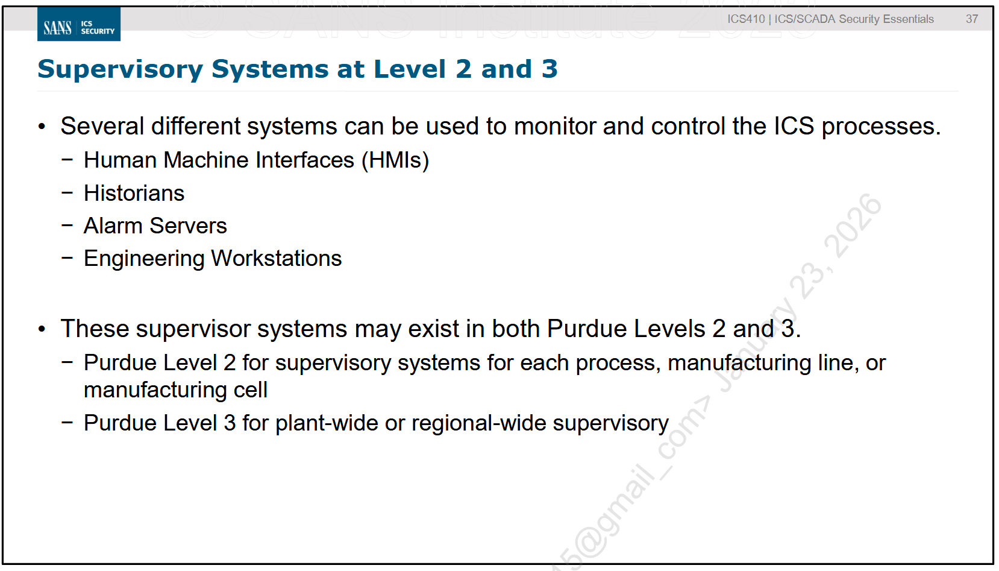 © SANS Institute 2026
SANS
ICS
SECURITY
ICS410 | ICS/SCADA Security Essentials
37
Supervisory Systems at Level 2 and 3
• Several different systems can be used to monitor and control the ICS processes.
− Human Machine Interfaces (HMIs)
− Historians
− Alarm Servers
− Engineering Workstations
• These supervisor systems may exist in both Purdue Levels 2 and 3.
− Purdue Level 2 for supervisory systems for each process, manufacturing line, or
manufacturing cell
− Purdue Level 3 for plant-wide or regional-wide supervisory
15@gmail_com> January 23, 2026